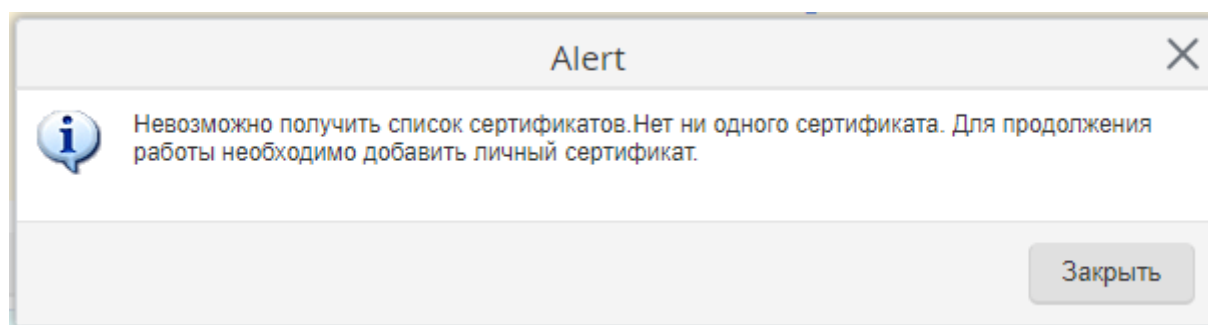 Alert
Невозможно получить список сертификатов.Нет ни одного сертификата. Для продолжения
работы необходимо добавить личный сертификат.
Закрыть